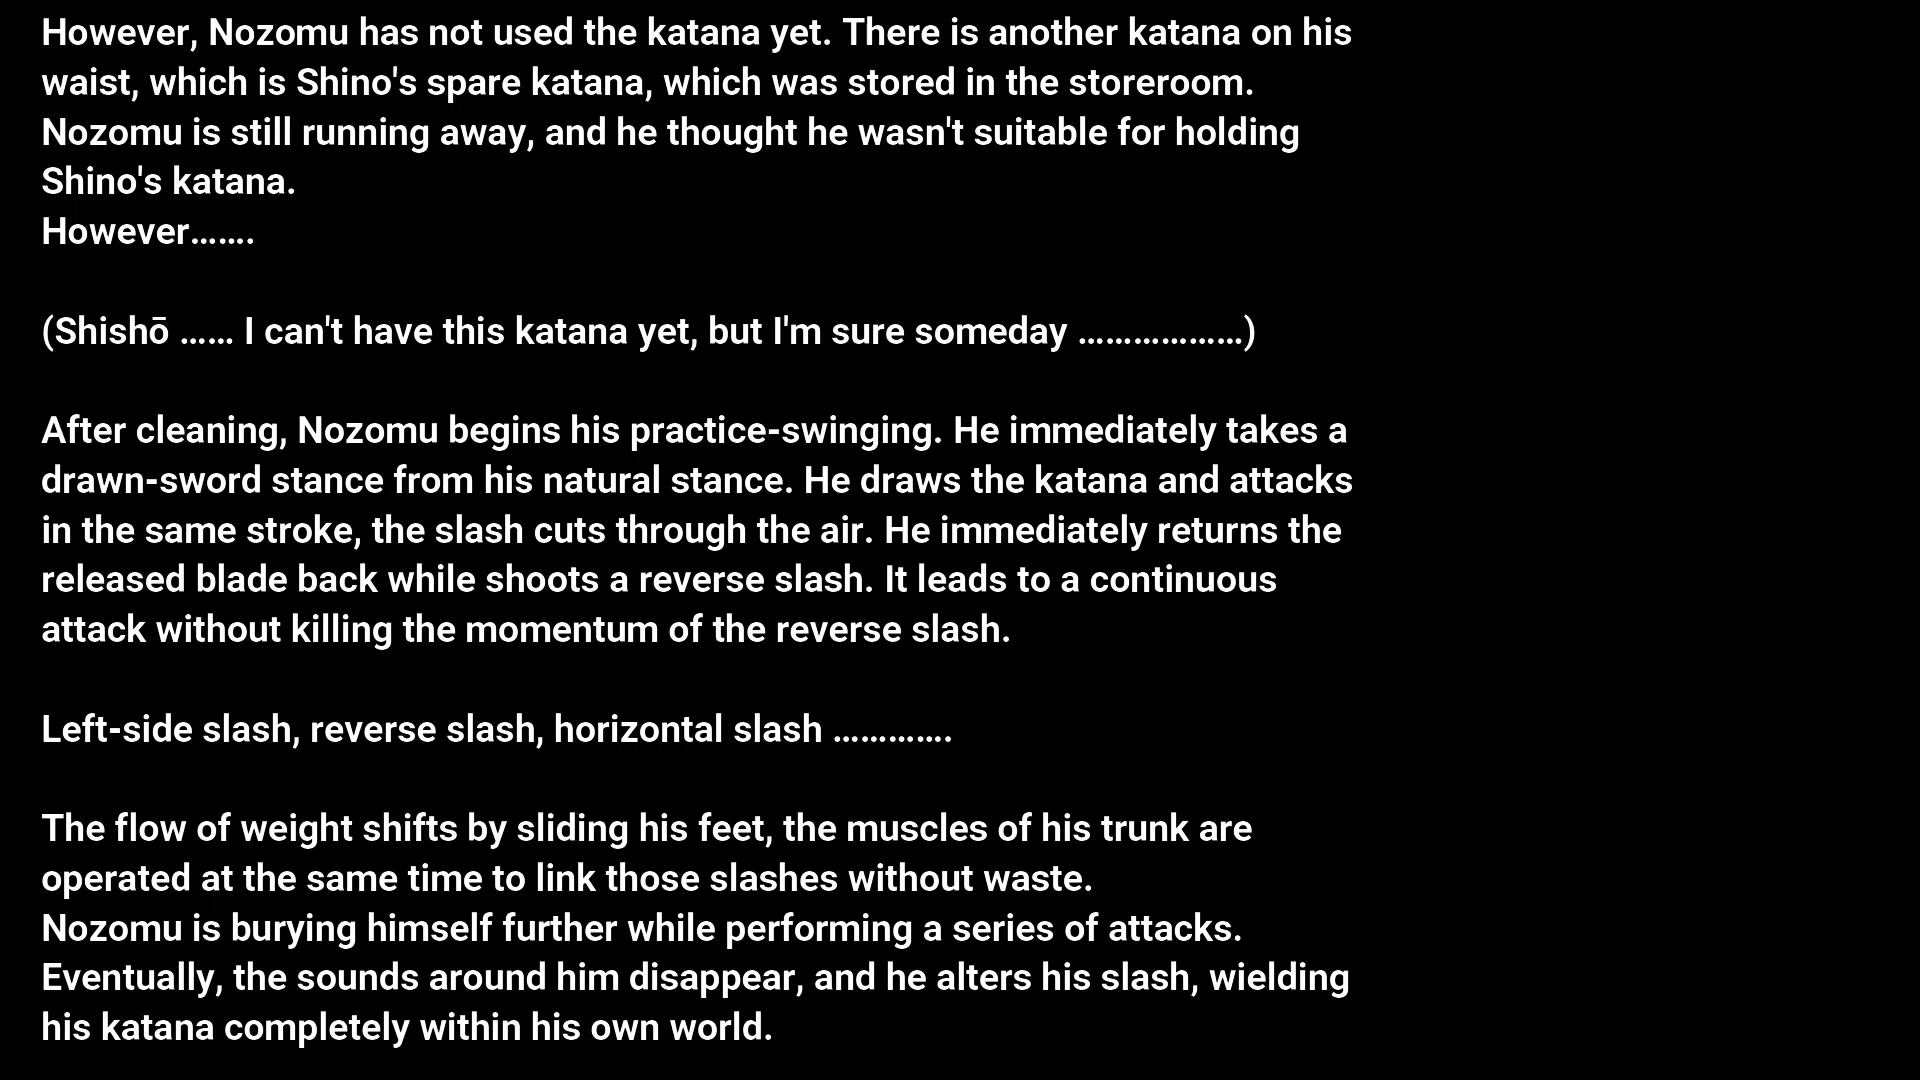 However, Nozomu has not used the katana yet. There is another katana on his
waist, which is Shino's spare katana, which was stored in the storeroom.
Nozomu is still running away, and he thought he wasn't suitable for holding
Shino's katana.
However…….
(Shishō …… I can't have this katana yet, but I'm sure someday ………………)
After cleaning, Nozomu begins his practice-swinging. He immediately takes a
drawn-sword stance from his natural stance. He draws the katana and attacks
in the same stroke, the slash cuts through the air. He immediately returns the
released blade back while shoots a reverse slash. It leads to a continuous
attack without killing the momentum of the reverse slash.
Left-side slash, reverse slash, horizontal slash ………….
The flow of weight shifts by sliding his feet, the muscles of his trunk are
operated at the same time to link those slashes without waste.
Nozomu is burying himself further while performing a series of attacks.
Eventually, the sounds around him disappear, and he alters his slash, wielding
his katana completely within his own world.